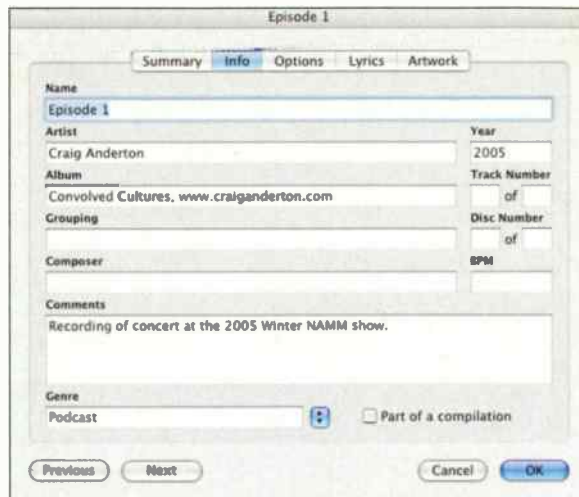 Episode 1
Summary Info Options Lyrics Artwork
Name
Episode 1
Artist Year
Craig Anderton 2005
Album Track Number
Convolved Cultures, www.craiganderton.com of
Grouping Disc Number
of
Composer BPM
Comments
Recording of concert at the 2005 Winter NAMM show.
Genre
Podcast Part of a compilation
Previous Next Cancel OK